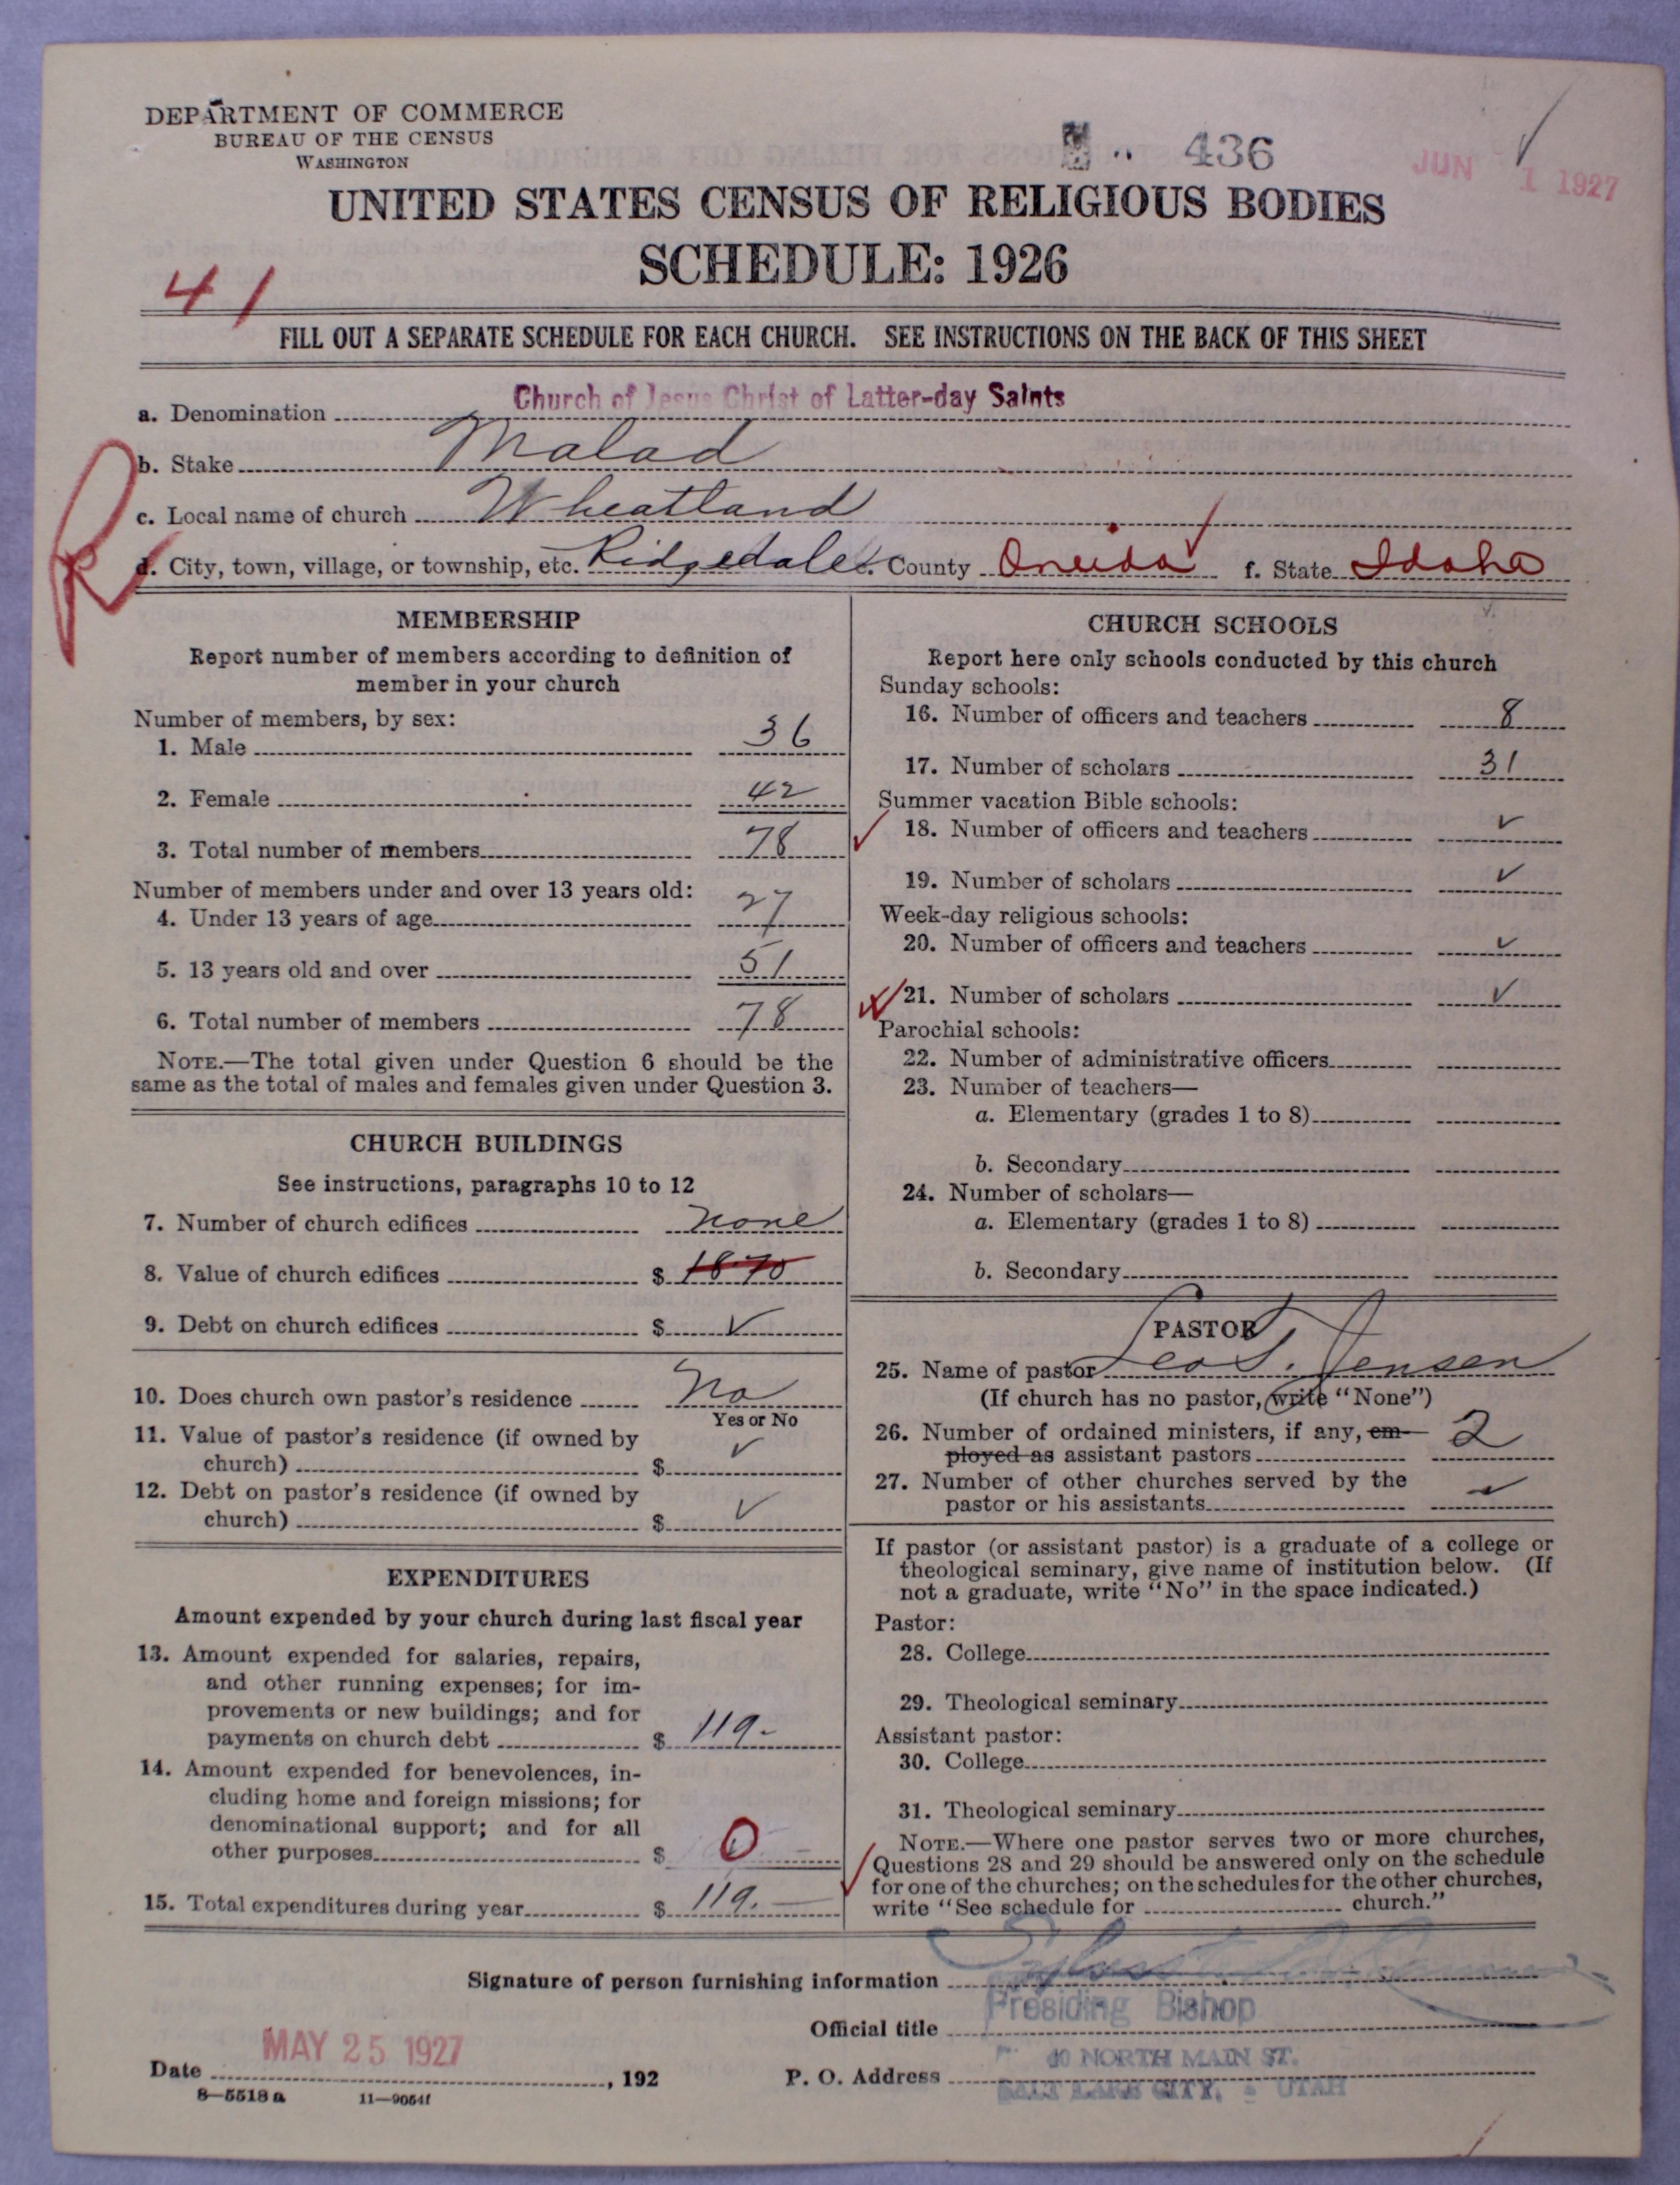 DEPARTMENT OF COMMERCE
BUREAU OF THE CENSUS
WASHINGTON
436
JUN 1 1927
UNITED STATES CENSUS OF RELIGIOUS BODIES
SCHEDULE: 1926
41
FILL OUT A SEPARATE SCHEDULE FOR EACH CHURCH. SEE INSTRUCTIONS ON THE BACK OF THIS SHEET
a. Denomination Church of Jesus Christ of Latter-day Saints
b. Stake Malad
c. Local name of church Wheatland
R
d. City, town, village, or township, etc. Ridgedale e. County Oneida f. State Idaho
MEMBERSHIP
Report number of members according to definition of
member in your church
Number of members, by sex:
1. Male 36
2. Female 42
3. Total number of members 78
Number of members under and over 13 years old:
4. Under 13 years of age 27
5. 13 years old and over 51
6. Total number of members 78
NOTE.—The total given under Question 6 should be the
same as the total of males and females given under Question 3.
CHURCH BUILDINGS
See instructions, paragraphs 10 to 12
7. Number of church edifices none
8. Value of church edifices $ 1870
9. Debt on church edifices $ ✓
10. Does church own pastor's residence No
Yes or No
11. Value of pastor's residence (if owned by
church) $ ✓
12. Debt on pastor's residence (if owned by
church) $ ✓
EXPENDITURES
Amount expended by your church during last fiscal year
13. Amount expended for salaries, repairs,
and other running expenses; for im-
provements or new buildings; and for
payments on church debt $ 119.-
14. Amount expended for benevolences, in-
cluding home and foreign missions; for
denominational support; and for all
other purposes $ 0
15. Total expenditures during year $ 119.—
CHURCH SCHOOLS
Report here only schools conducted by this church
Sunday schools:
16. Number of officers and teachers 8
17. Number of scholars 31
Summer vacation Bible schools:
18. Number of officers and teachers ✓
19. Number of scholars ✓
Week-day religious schools:
20. Number of officers and teachers ✓
21. Number of scholars ✓
Parochial schools:
22. Number of administrative officers
23. Number of teachers—
a. Elementary (grades 1 to 8)
b. Secondary
24. Number of scholars—
a. Elementary (grades 1 to 8)
b. Secondary
PASTOR
25. Name of pastor Leo J. Jensen
(If church has no pastor, write "None")
26. Number of ordained ministers, if any, em-
ployed as assistant pastors 2
27. Number of other churches served by the
pastor or his assistants ✓
If pastor (or assistant pastor) is a graduate of a college or
theological seminary, give name of institution below. (If
not a graduate, write "No" in the space indicated.)
Pastor:
28. College
29. Theological seminary
Assistant pastor:
30. College
31. Theological seminary
NOTE.—Where one pastor serves two or more churches,
Questions 28 and 29 should be answered only on the schedule
for one of the churches; on the schedules for the other churches,
write "See schedule for church."
Signature of person furnishing information
Official title Presiding Bishop
Date MAY 25 1927, 192
P. O. Address 40 NORTH MAIN ST.
SALT LAKE CITY, UTAH
8—5518 a 11—9054f